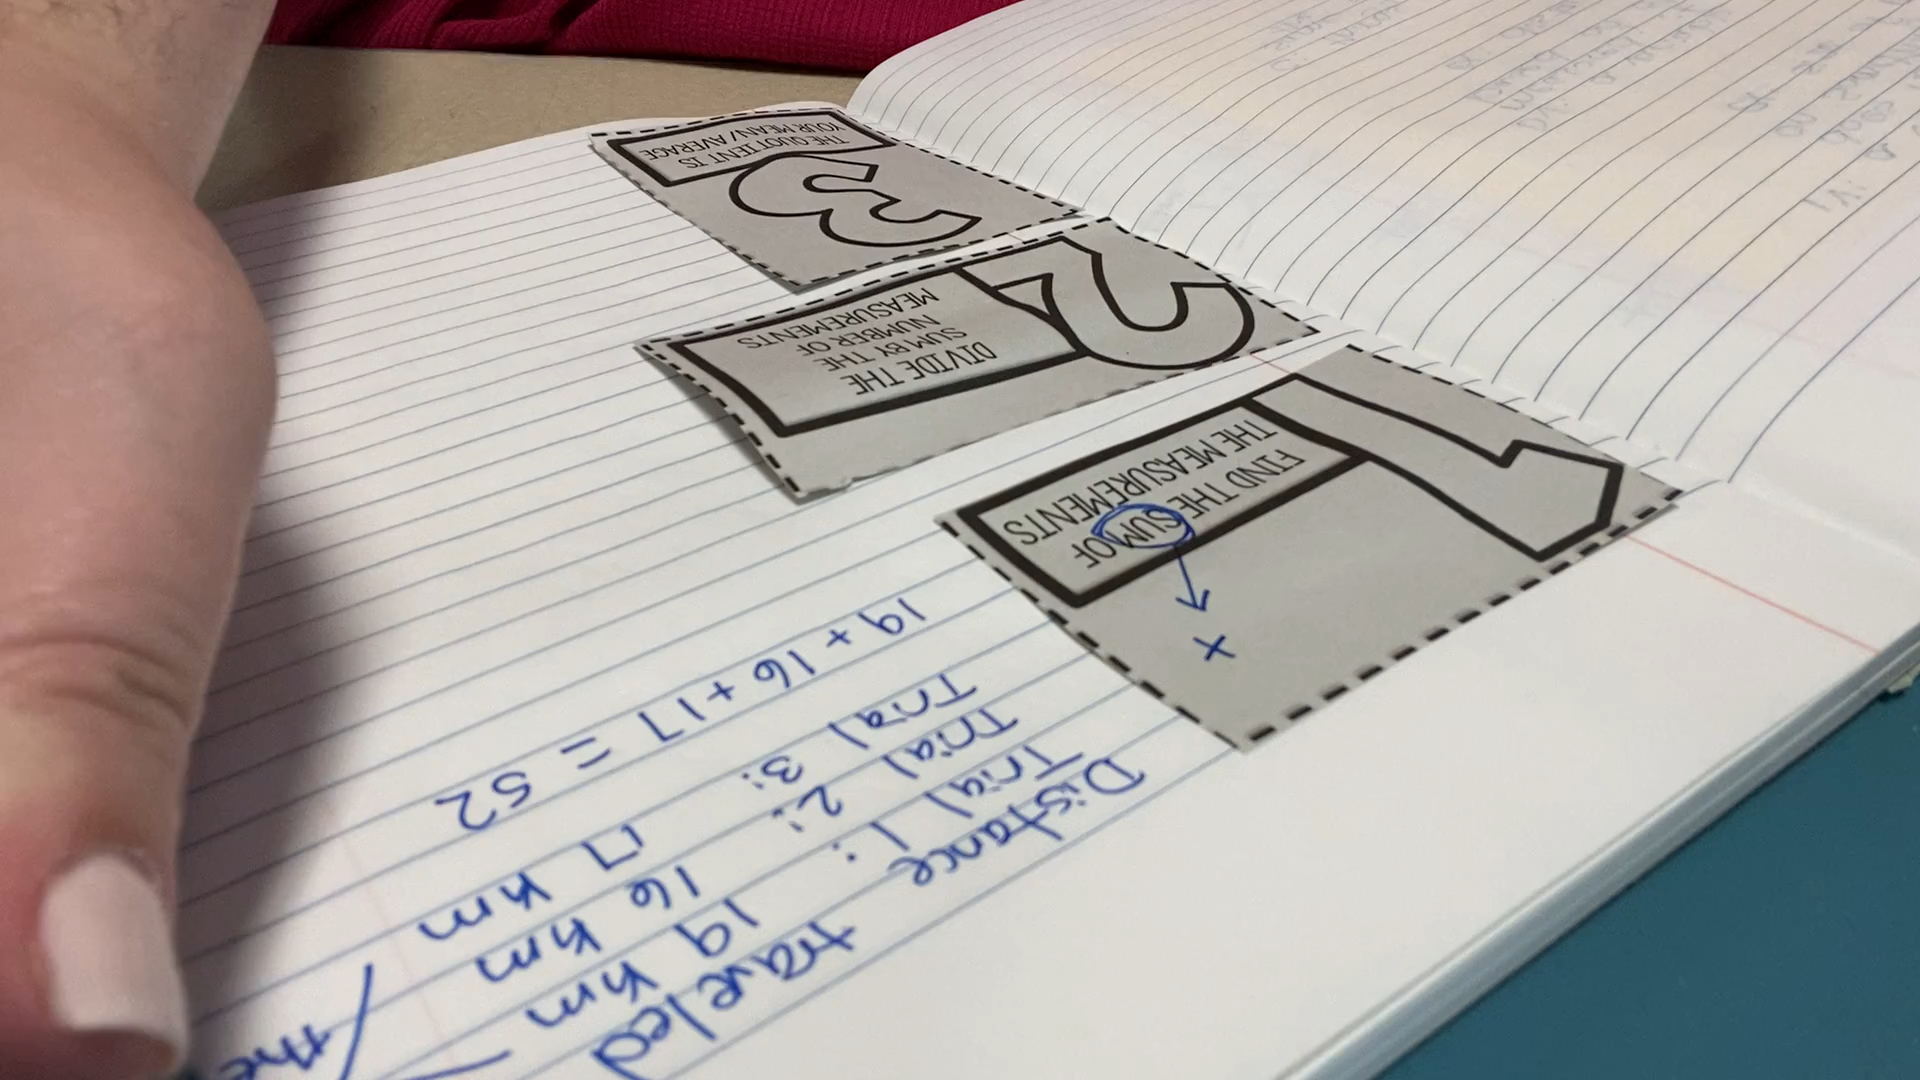 Distance traveled the
Trial 1: 19 km
Trial 2: 16 km
Trial 3: 17 km
19 + 16 + 17 = 52
1
FIND THE SUM OF
THE MEASUREMENTS
+
2
DIVIDE THE
SUM BY THE
NUMBER OF
MEASUREMENTS
3
THE QUOTIENT IS
YOUR MEAN/AVERAGE